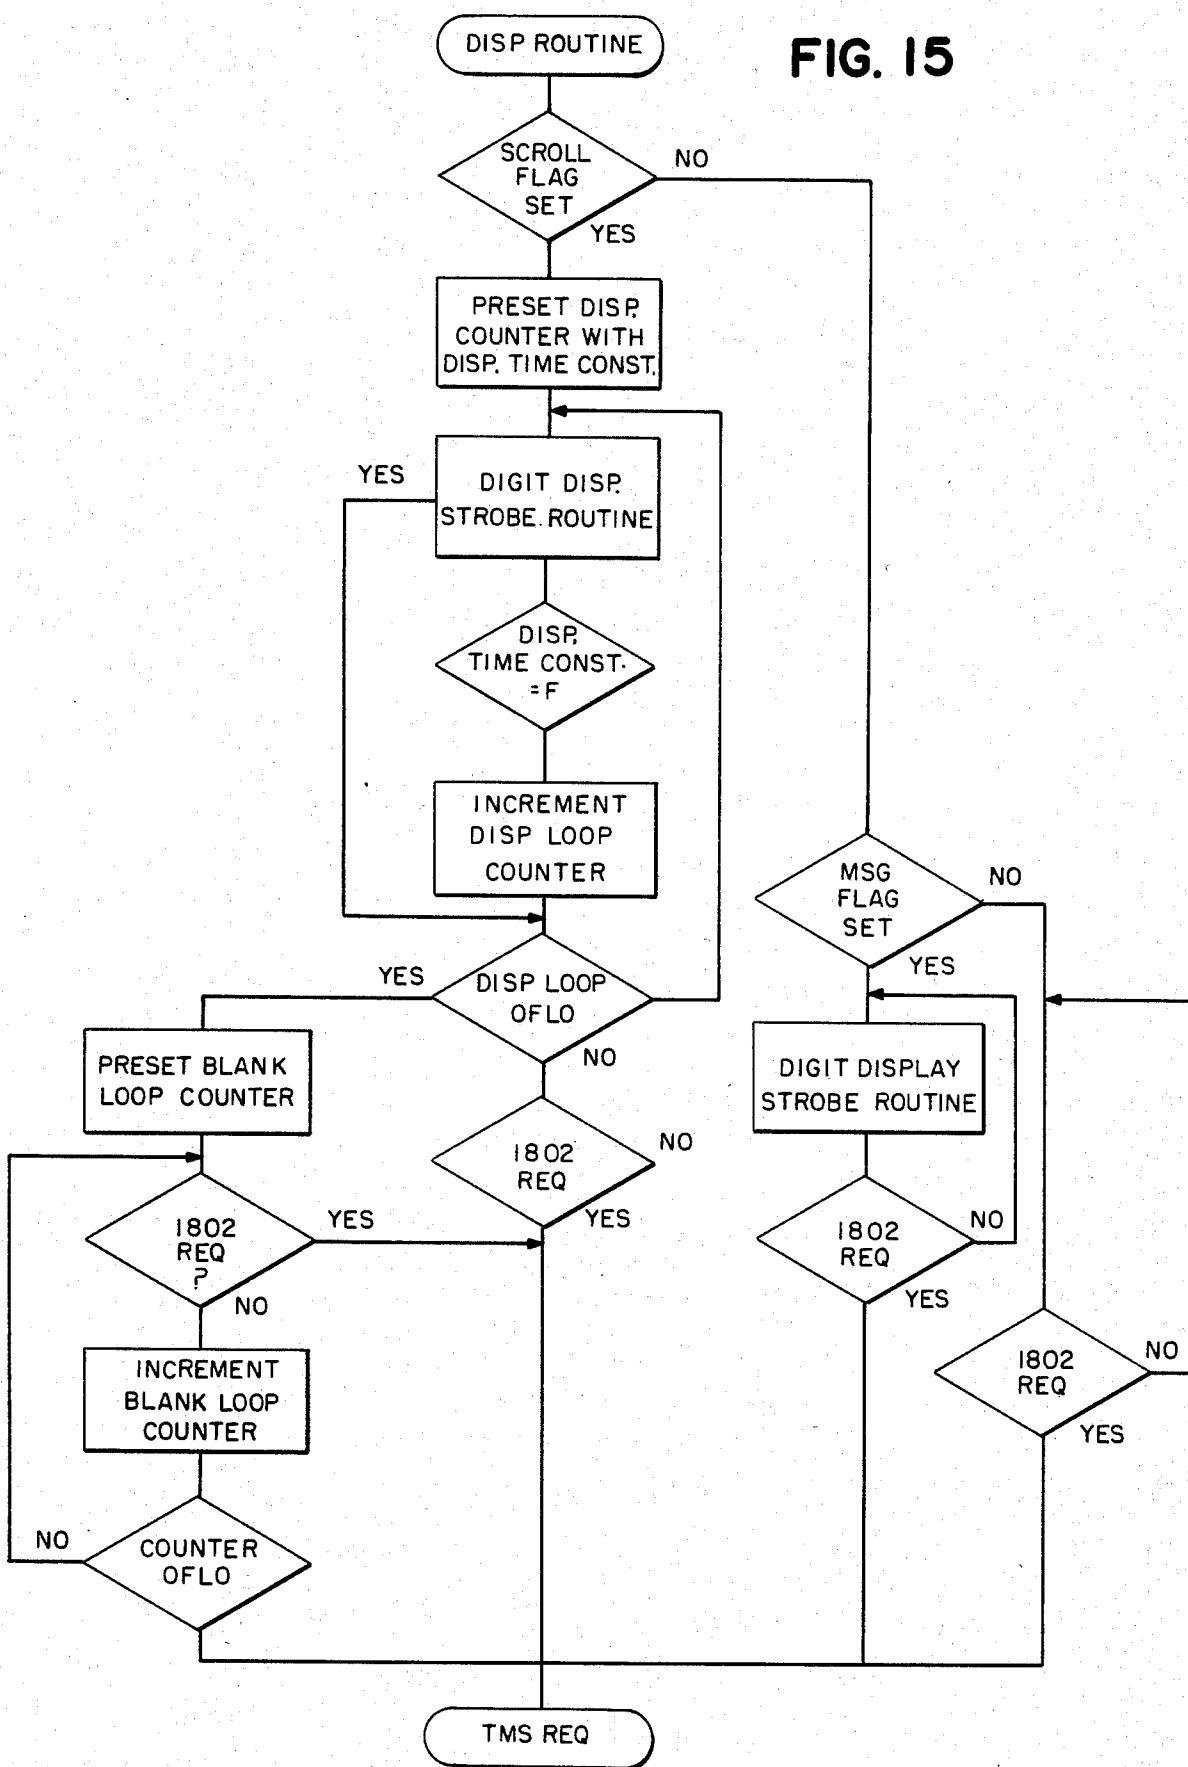 DISP ROUTINE
FIG. 15
SCROLL
FLAG
SET
NO
YES
PRESET DISP.
COUNTER WITH
DISP. TIME CONST.
YES
DIGIT DISP.
STROBE. ROUTINE
DISP.
TIME CONST.
=F
INCREMENT
DISP LOOP
COUNTER
MSG
FLAG
SET
NO
YES
YES
DISP LOOP
OFLO
NO
PRESET BLANK
LOOP COUNTER
DIGIT DISPLAY
STROBE ROUTINE
1802
REQ
NO
YES
1802
REQ
?
YES
NO
1802
REQ
NO
YES
INCREMENT
BLANK LOOP
COUNTER
1802
REQ
NO
YES
NO
COUNTER
OFLO
TMS REQ